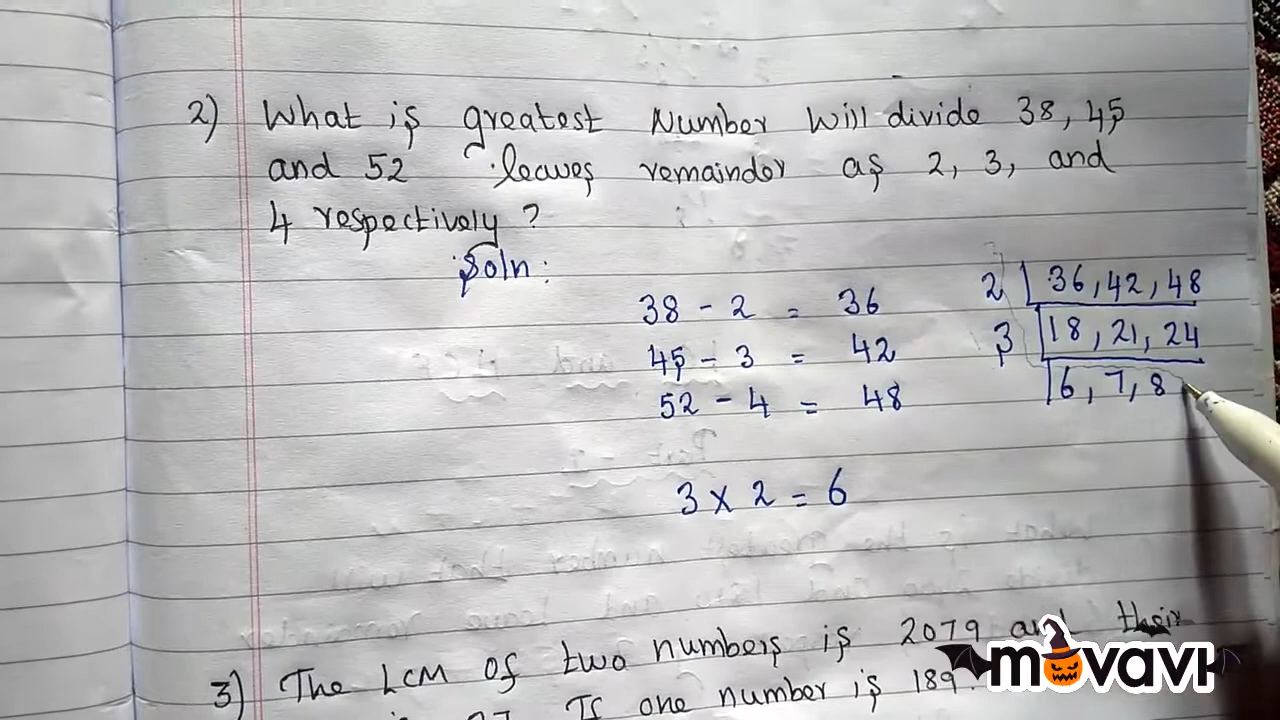 2) What is greatest Number will divide 38, 45
and 52 leaves remainder as 2, 3, and
4 respectively ?
Soln :
38 - 2 = 36
45 - 3 = 42
52 - 4 = 48
2 36, 42, 48
3 18, 21, 24
6, 7, 8
3 x 2 = 6
3) The LCM of two numbers is 2079 and their
27. If one number is 189.
movavi